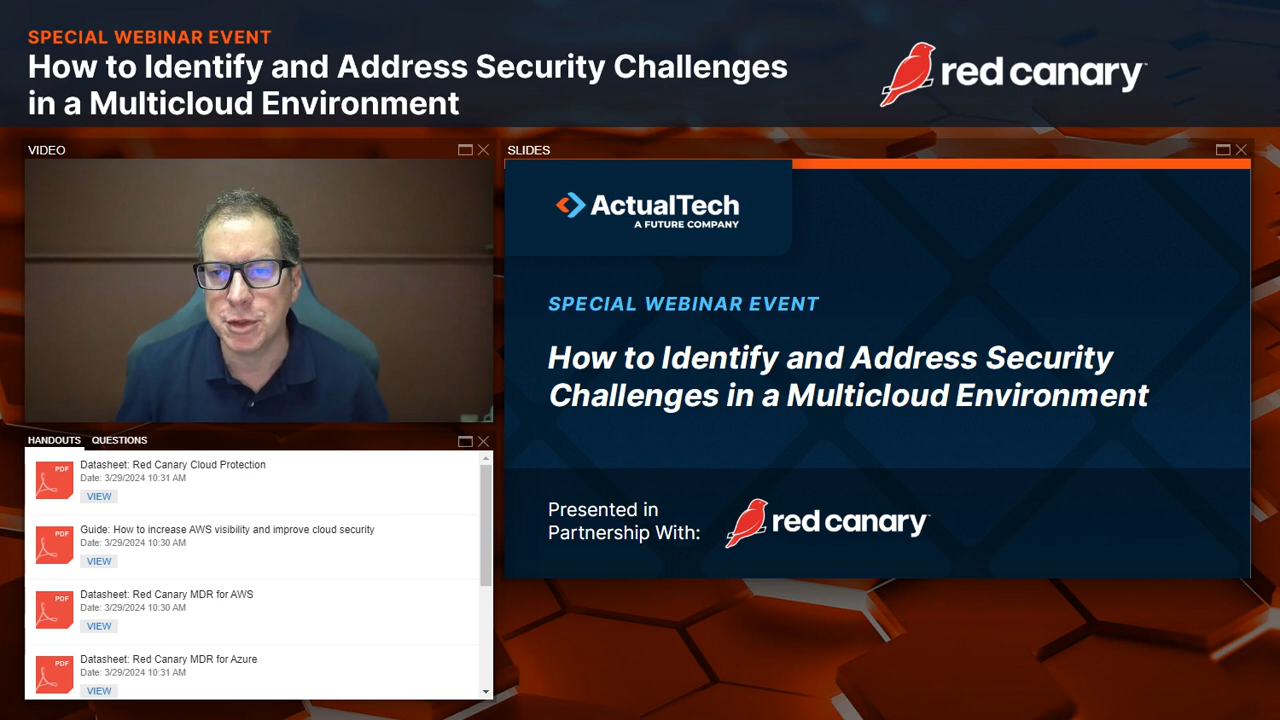 SPECIAL WEBINAR EVENT
How to Identify and Address Security Challenges
in a Multicloud Environment
red canary
VIDEO
SLIDES
ActualTech
A FUTURE COMPANY
SPECIAL WEBINAR EVENT
How to Identify and Address Security
Challenges in a Multicloud Environment
Presented in
Partnership With:
red canary
HANDOUTS QUESTIONS
PDF
Datasheet: Red Canary Cloud Protection
Date: 3/29/2024 10:31 AM
VIEW
PDF
Guide: How to increase AWS visibility and improve cloud security
Date: 3/29/2024 10:30 AM
VIEW
PDF
Datasheet: Red Canary MDR for AWS
Date: 3/29/2024 10:30 AM
VIEW
PDF
Datasheet: Red Canary MDR for Azure
Date: 3/29/2024 10:31 AM
VIEW